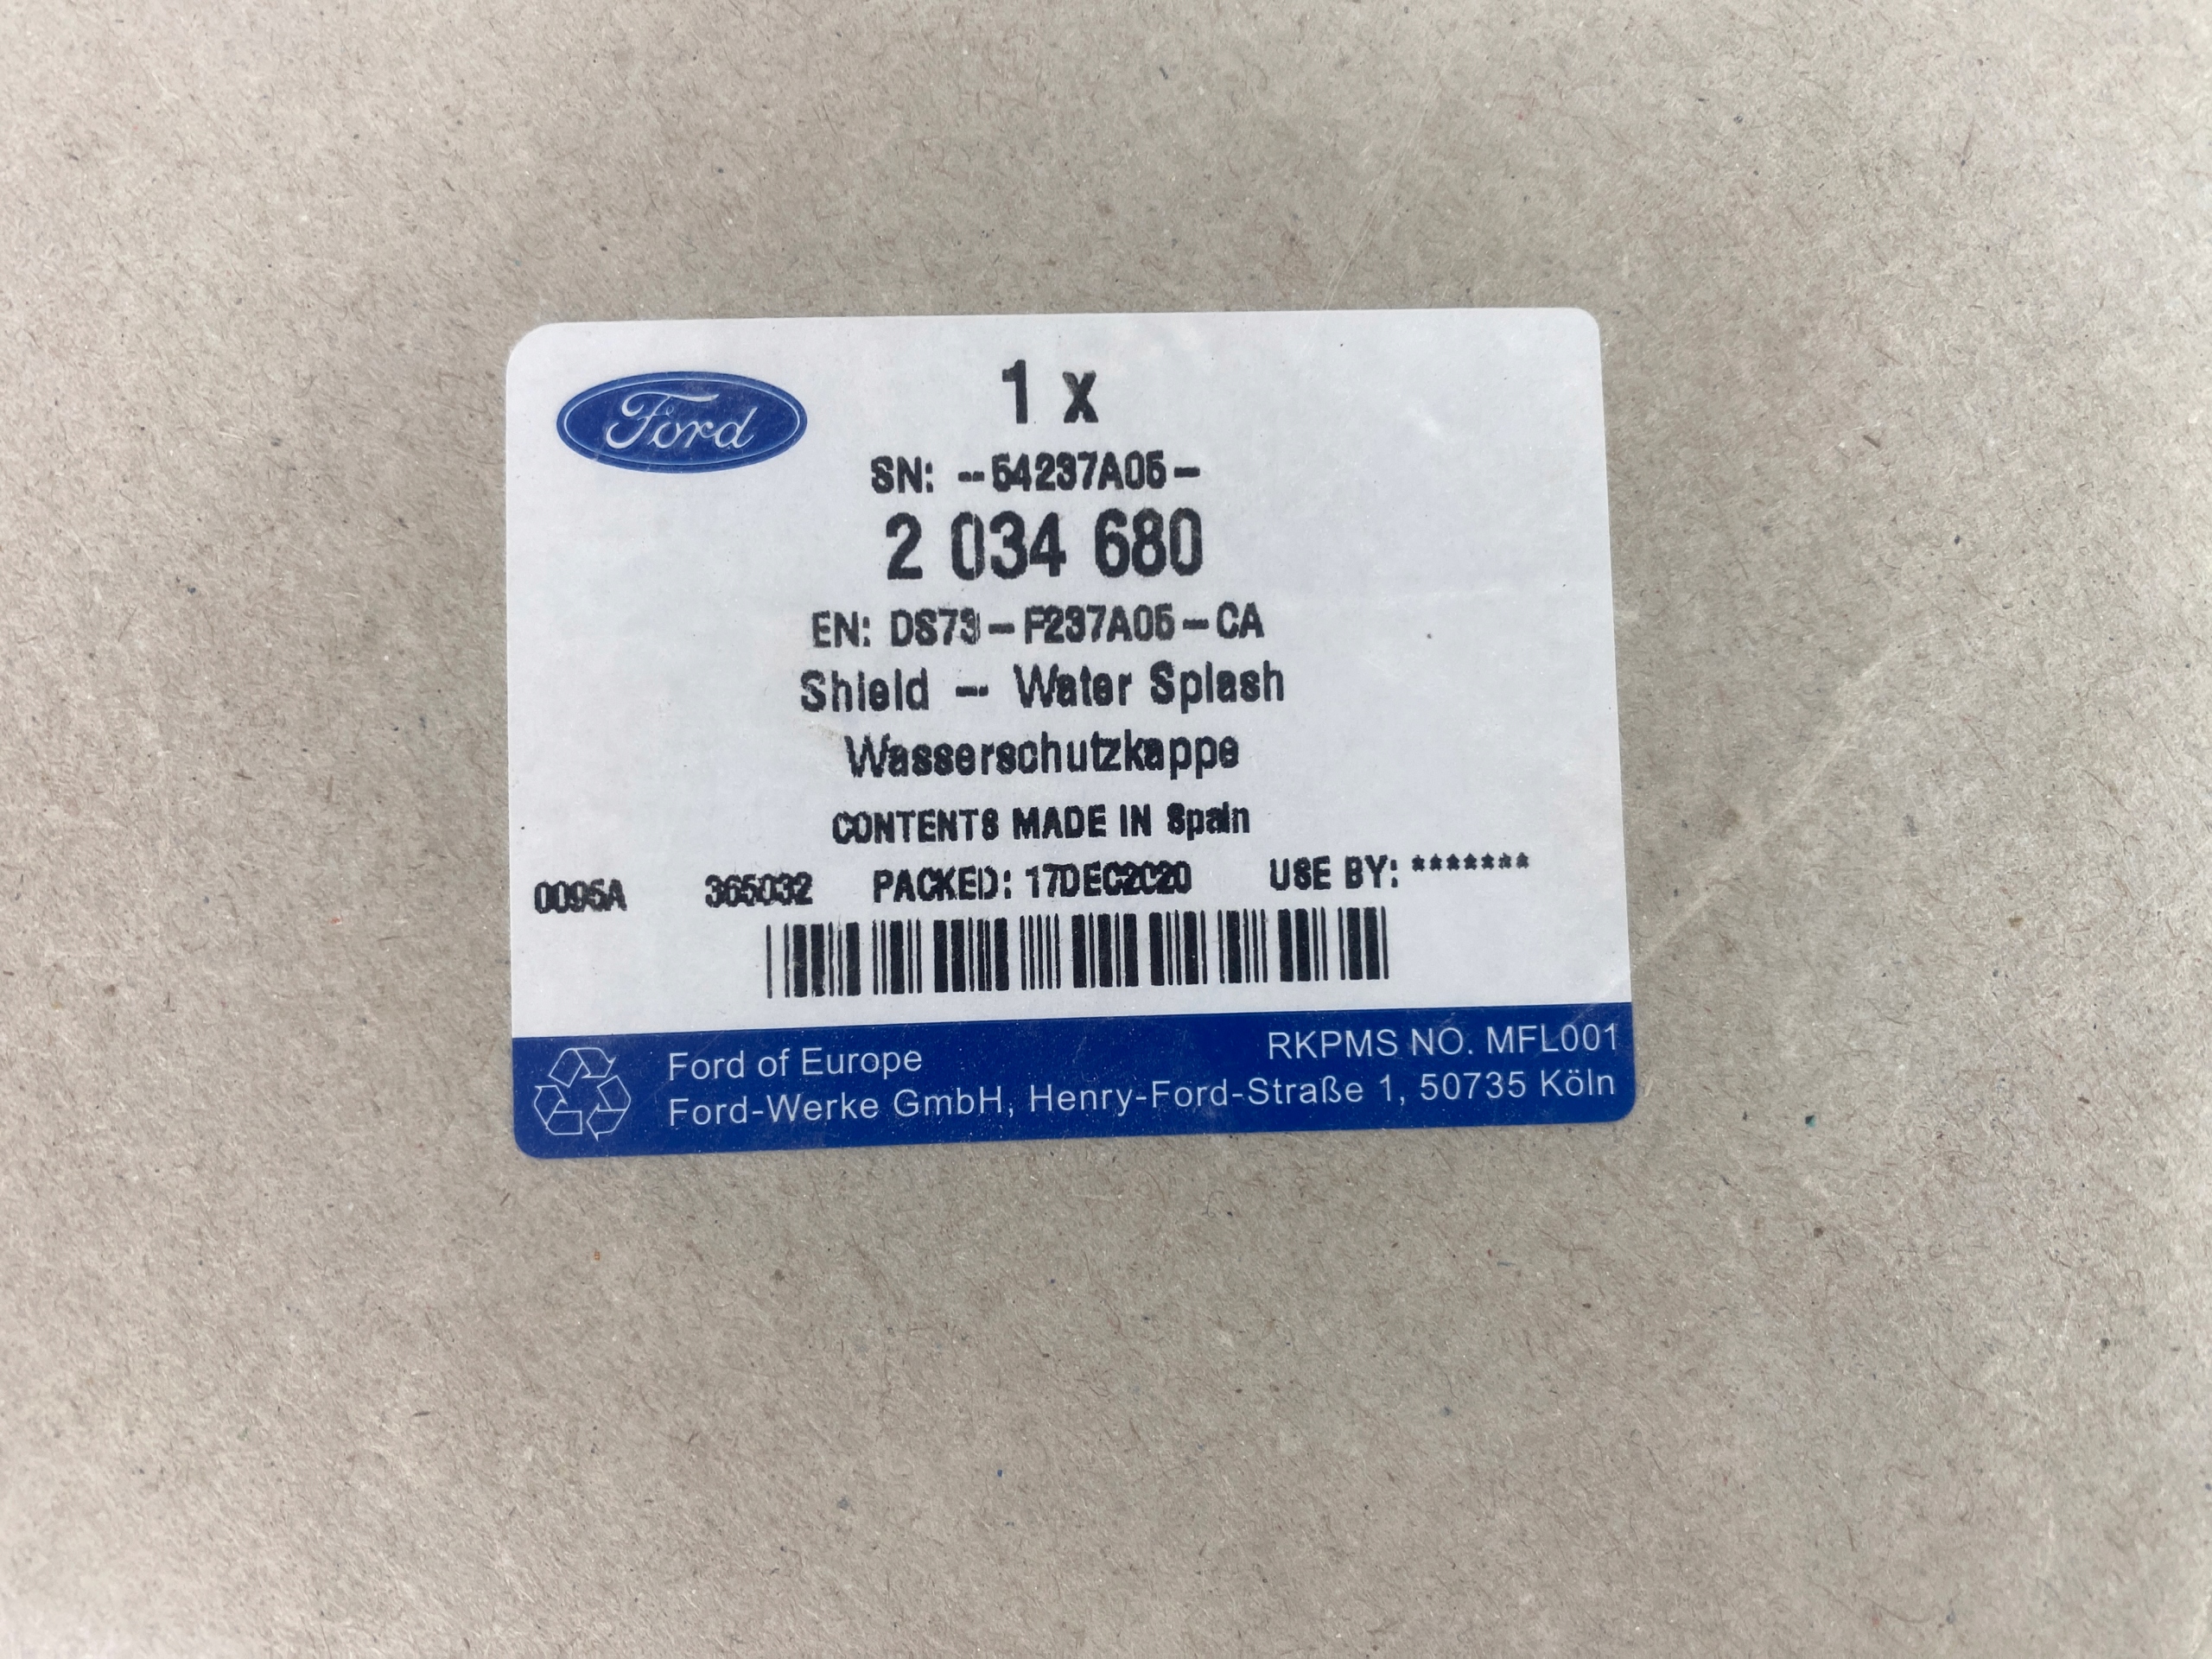 Ford
1 x
SN: --54237A05-
2 034 680
EN: DS73-F237A05-CA
Shield -- Water Splash
Wasserschutzkappe
CONTENTS MADE IN Spain
0095A 365032 PACKED: 17DEC2020 USE BY: *******
Ford of Europe RKPMS NO. MFL001
Ford-Werke GmbH, Henry-Ford-Straße 1, 50735 Köln